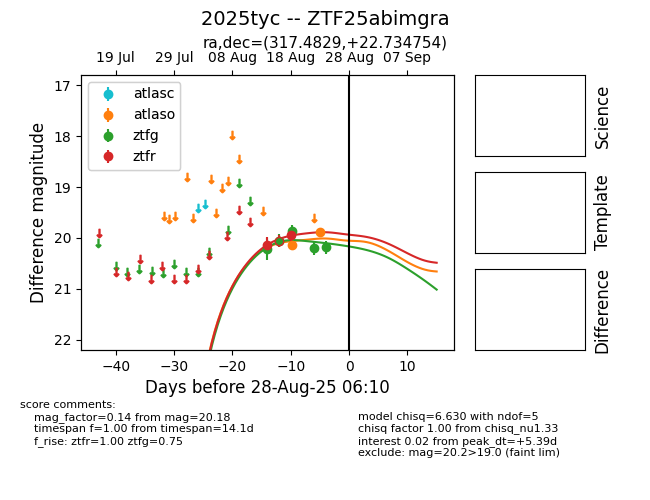 2025tyc -- ZTF25abimgra
ra,dec=(317.4829,+22.734754)
19 Jul 29 Jul 08 Aug 18 Aug 28 Aug 07 Sep
atlasc
atlaso
ztfg
ztfr
17
18
19
20
21
22
Difference magnitude
−40 −30 −20 −10 0 10
Days before 28-Aug-25 06:10
Science
Template
Difference
score comments:
mag_factor=0.14 from mag=20.18
timespan f=1.00 from timespan=14.1d
f_rise: ztfr=1.00 ztfg=0.75
model chisq=6.630 with ndof=5
chisq factor 1.00 from chisq_nu1.33
interest 0.02 from peak_dt=+5.39d
exclude: mag=20.2>19.0 (faint lim)